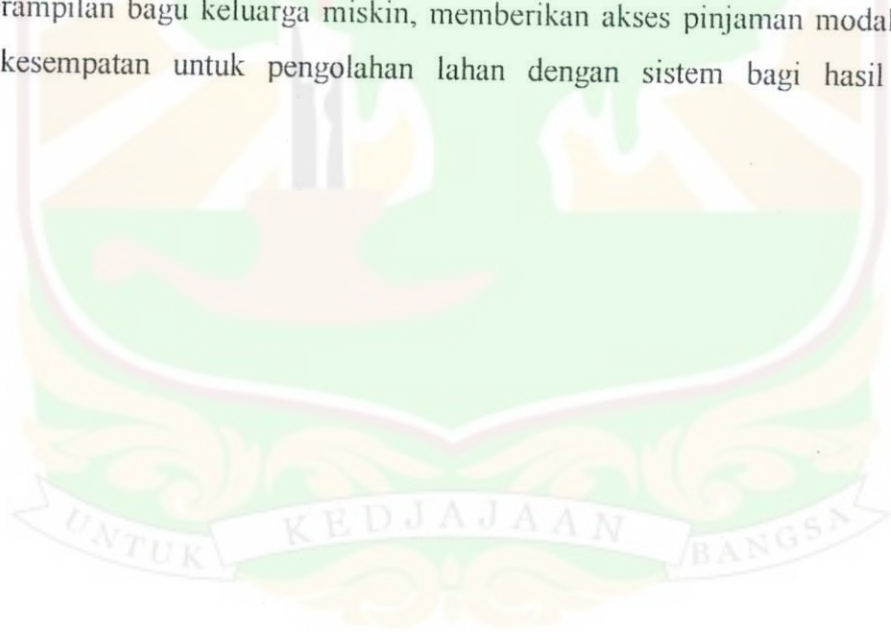 rampilan bagu keluarga miskin, memberikan akses pinjaman modal
kesempatan untuk pengolahan lahan dengan sistem bagi hasil
UNTUK KEDJAJAAN BANGSA